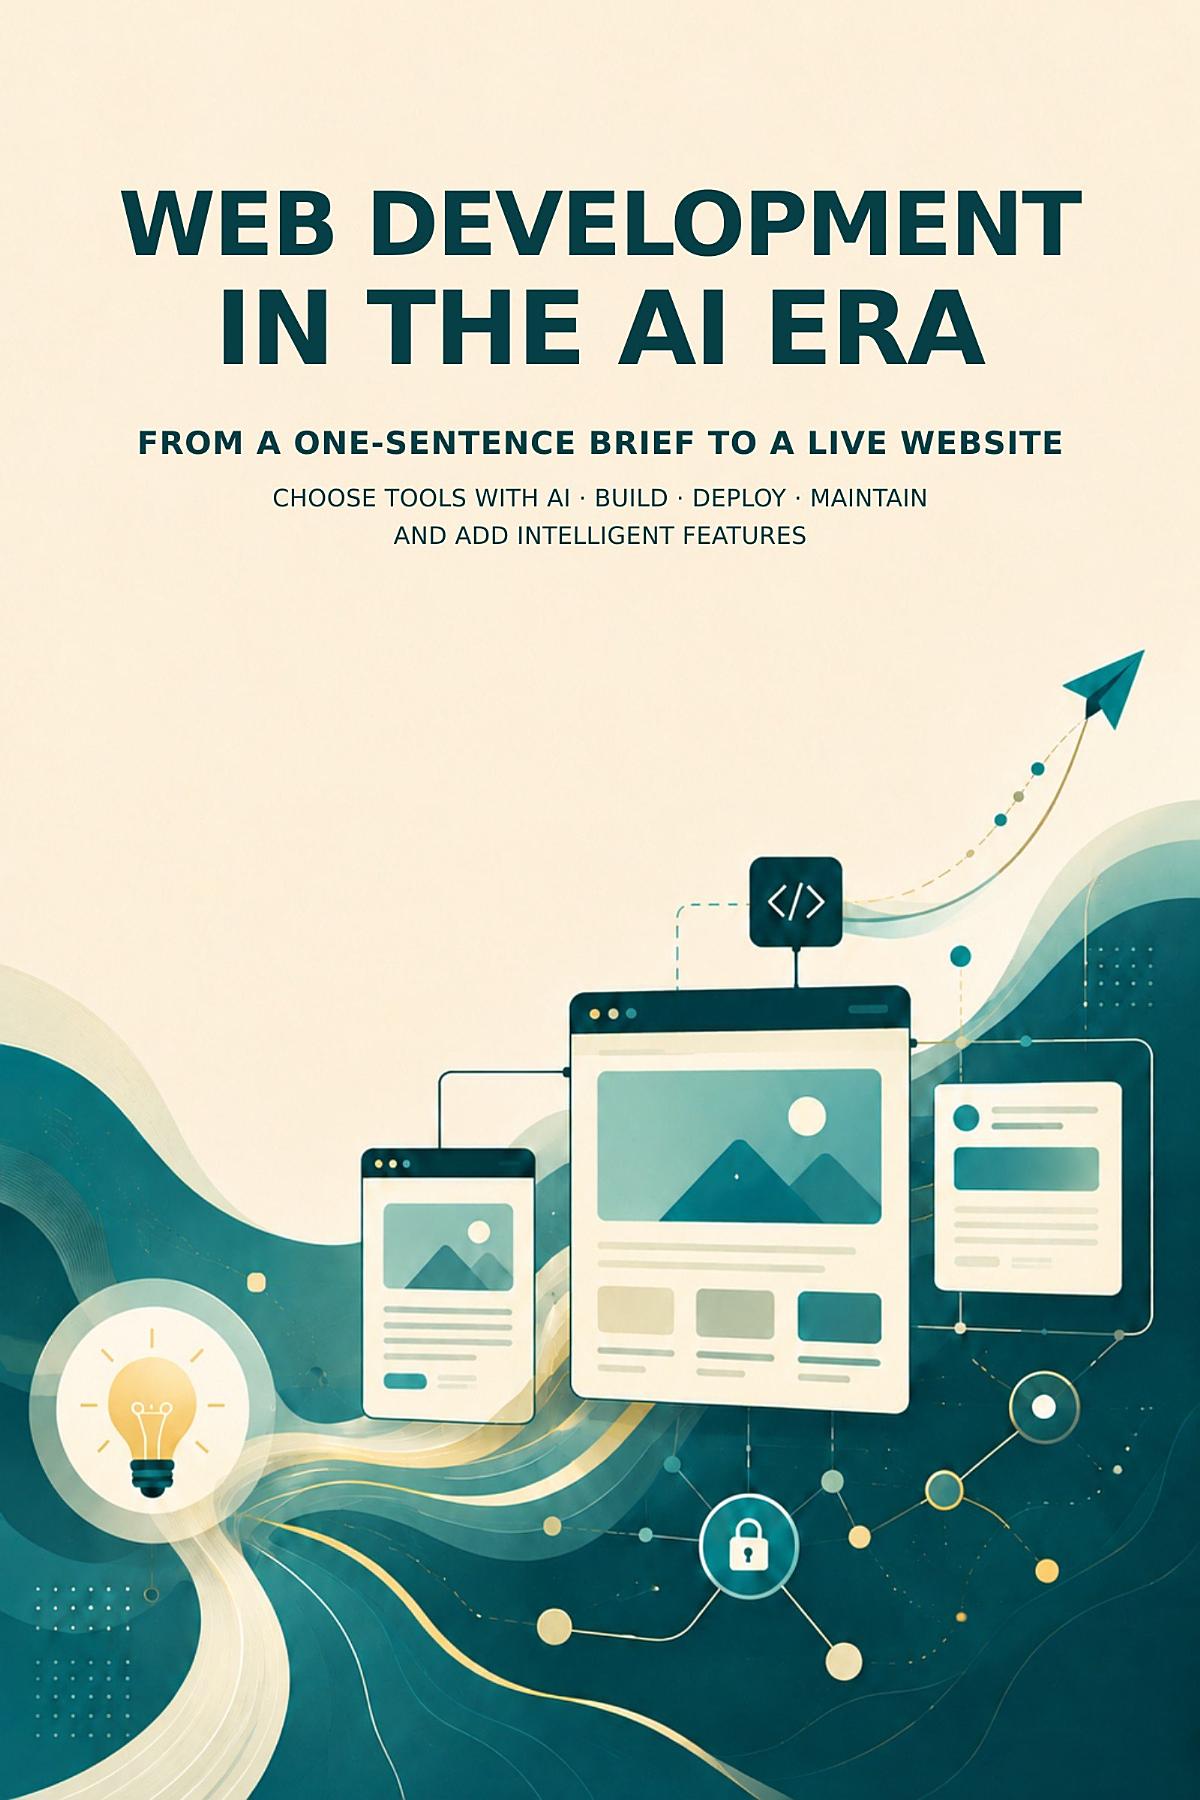 WEB DEVELOPMENT
IN THE AI ERA
FROM A ONE-SENTENCE BRIEF TO A LIVE WEBSITE
CHOOSE TOOLS WITH AI · BUILD · DEPLOY · MAINTAIN
AND ADD INTELLIGENT FEATURES
</>